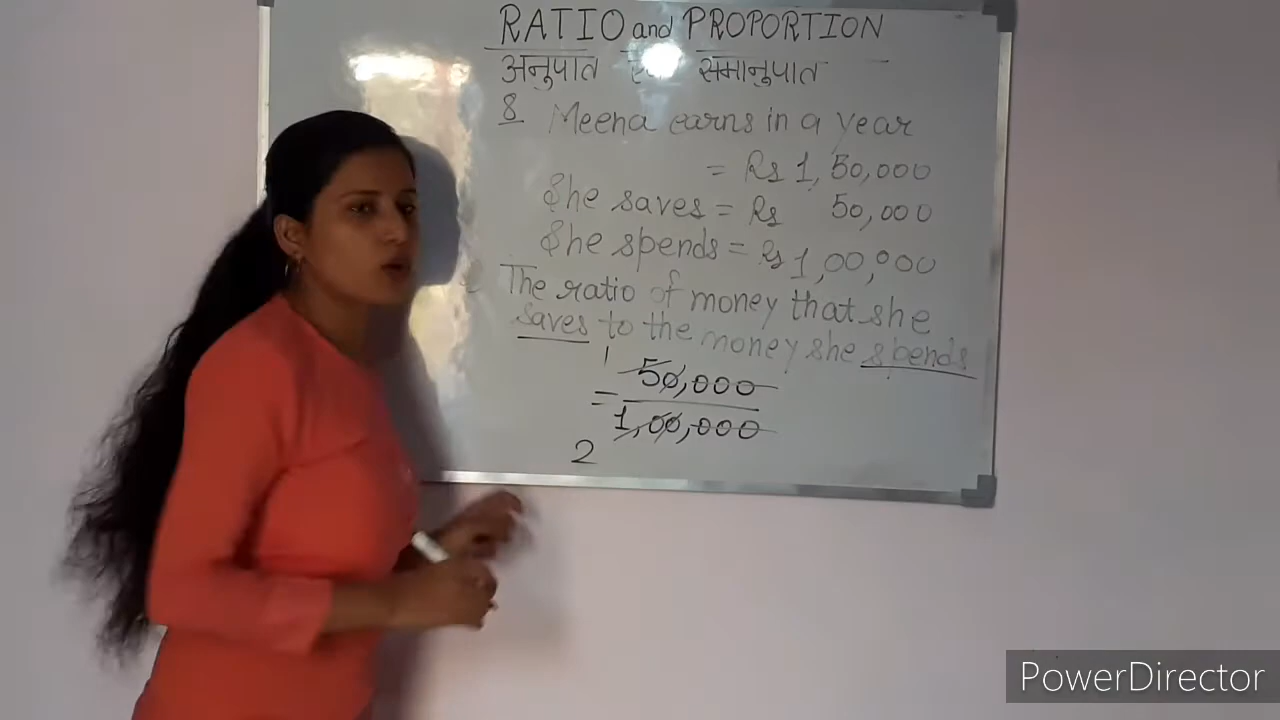 RATIO and PROPORTION
अनुपात समानुपात
8 Meena earns in a year
= Rs 1,50,000
She saves = Rs 50,000
She spends = Rs 1,00,000
The ratio of money that she
saves to the money she spends
1
= 50,000
1,00,000
2
PowerDirector